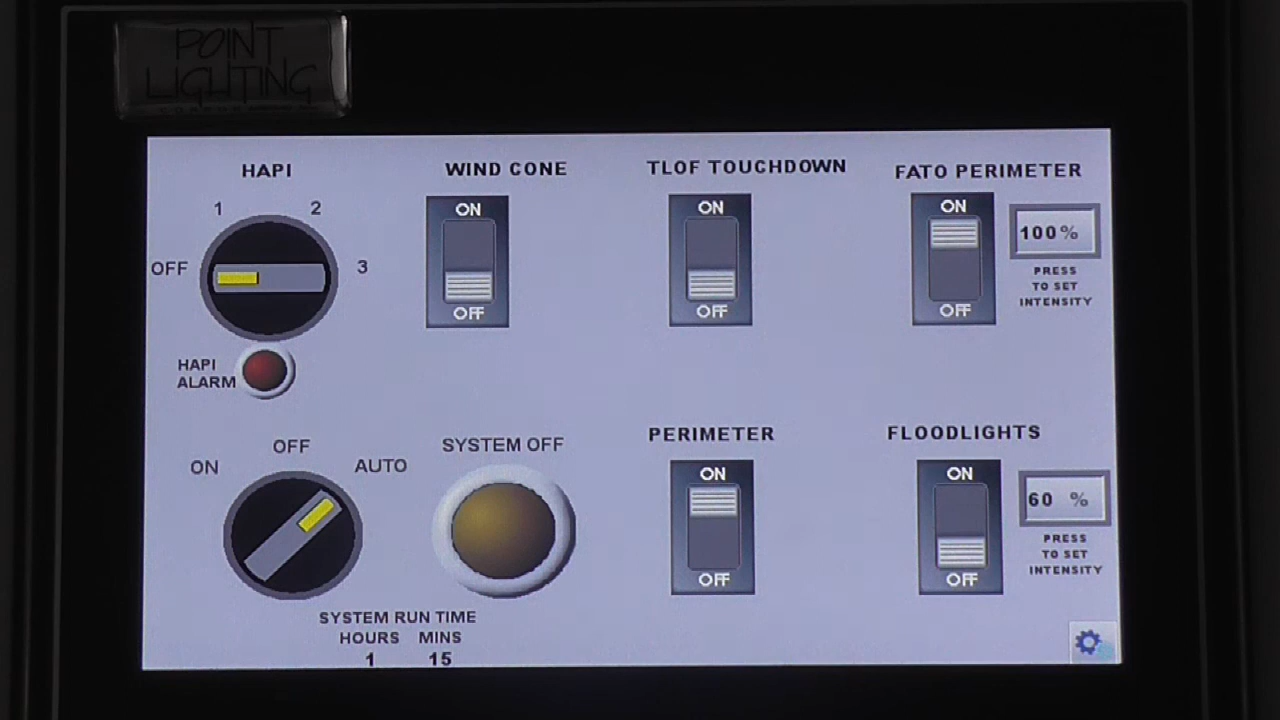 POINT
LIGHTING
HAPI
1
2
OFF
3
HAPI
ALARM
WIND CONE
ON
OFF
TLOF TOUCHDOWN
ON
OFF
FATO PERIMETER
ON
OFF
100%
PRESS
TO SET
INTENSITY
OFF
ON
AUTO
SYSTEM OFF
SYSTEM RUN TIME
HOURS MINS
1 15
PERIMETER
ON
OFF
FLOODLIGHTS
ON
OFF
60 %
PRESS
TO SET
INTENSITY